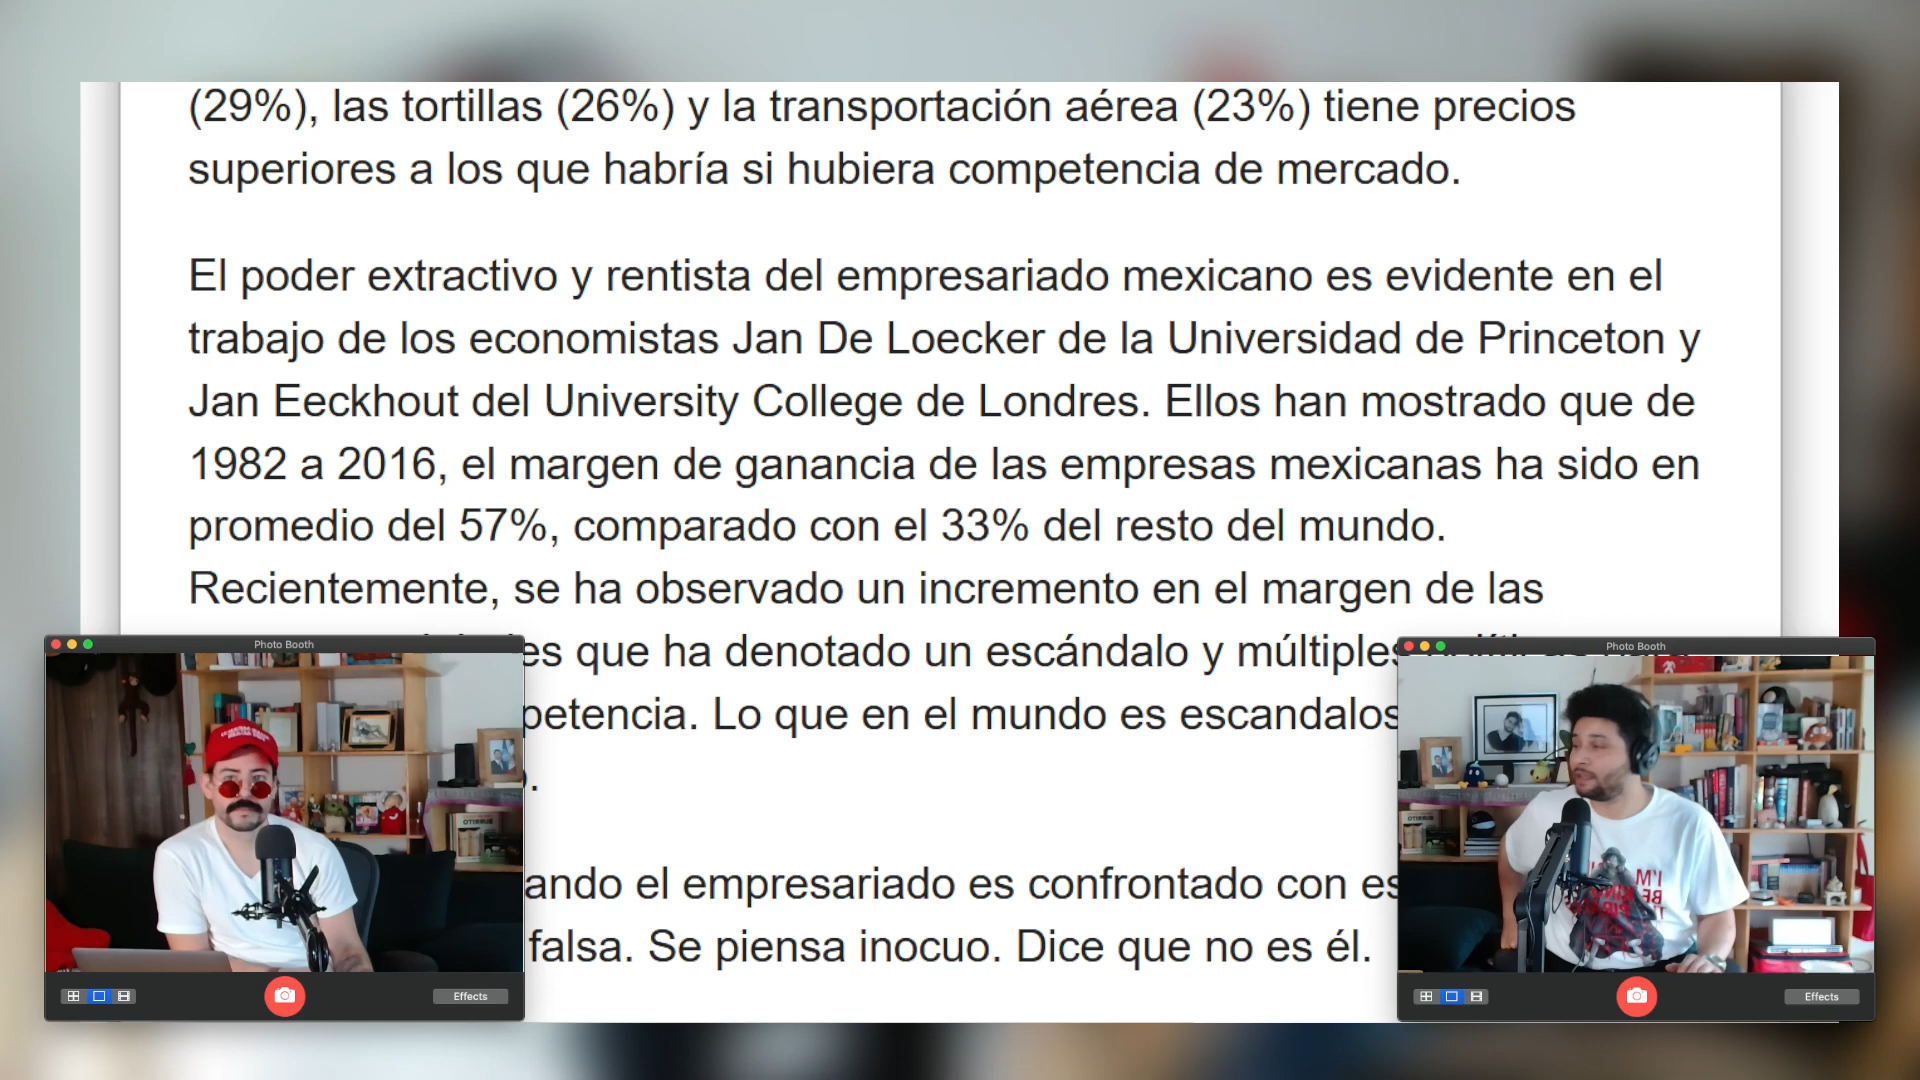 (29%), las tortillas (26%) y la transportación aérea (23%) tiene precios
superiores a los que habría si hubiera competencia de mercado.
El poder extractivo y rentista del empresariado mexicano es evidente en el
trabajo de los economistas Jan De Loecker de la Universidad de Princeton y
Jan Eeckhout del University College de Londres. Ellos han mostrado que de
1982 a 2016, el margen de ganancia de las empresas mexicanas ha sido en
promedio del 57%, comparado con el 33% del resto del mundo.
Recientemente, se ha observado un incremento en el margen de las
es que ha denotado un escándalo y múltiples
petencia. Lo que en el mundo es escandalos
ando el empresariado es confrontado con es
falsa. Se piensa inocuo. Dice que no es él.
Photo Booth
Effects
Photo Booth
I'M
Effects